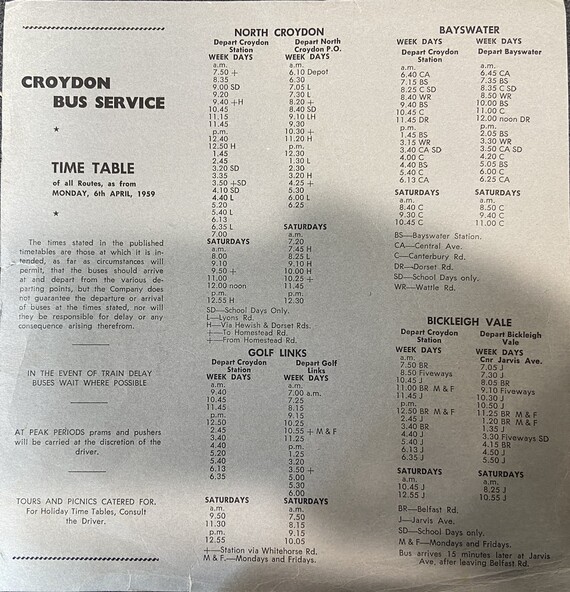 CROYDON
BUS SERVICE
★
TIME TABLE
of all Routes, as from
MONDAY, 6th APRIL, 1959
★
The times stated in the published
timetables are those at which it is in-
tended, as far as circumstances will
permit, that the buses should arrive
at and depart from the various de-
parting points, but the Company does
not guarantee the departure or arrival
of buses at the times stated, nor will
they be responsible for delay or any
consequence arising therefrom.
IN THE EVENT OF TRAIN DELAY
BUSES WAIT WHERE POSSIBLE
AT PEAK PERIODS prams and pushers
will be carried at the discretion of the
driver.
TOURS AND PICNICS CATERED FOR.
For Holiday Time Tables, Consult
the Driver.
NORTH CROYDON
Depart Croydon
Station
WEEK DAYS
a.m.
7.50 +
8.35
9.00 SD
9.20
9.40 +H
10.45
11.15
11.45
p.m.
12.40
12.50 H
1.45
2.45
3.20 SD
3.35
3.50 +SD
4.10 SD
4.40 L
5.20
5.40 L
6.13
6.35 L
7.00
SATURDAYS
a.m.
8.00
9.10
9.50 +
11.00
12.00 noon
p.m.
12.55 H
Depart North
Croydon P.O.
WEEK DAYS
a.m.
6.10 Depot
6.30
7.05 L
7.30 L
8.20 +
8.40 SD
9.10 LH
9.30
10.30 +
11.20 H
p.m.
12.30
1.30 L
2.30
3.20 H
4.25 +
5.30
6.00 L
6.25
SATURDAYS
a.m.
7.20
7.45 H
8.25 L
9.10 H
10.00 H
10.25 +
11.45
p.m.
12.30
SD—School Days Only.
L—Lyons Rd.
H—Via Hewish & Dorset Rds.
+—To Homestead Rd.
+—From Homestead Rd.
GOLF LINKS
Depart Croydon
Station
WEEK DAYS
a.m.
9.40
10.45
11.45
p.m.
12.50
2.45
3.40
4.40
5.20
5.40
6.13
6.35
SATURDAYS
a.m.
9.50
11.30
p.m.
12.55
Depart Golf
Links
WEEK DAYS
a.m.
7.00 a.m.
7.25
8.15
9.15
10.25
10.55 + M & F
11.25
p.m.
1.25
3.20
3.50 +
5.00
5.30
6.00
SATURDAYS
a.m.
7.50
8.15
9.15
10.05
+—Station via Whitehorse Rd.
M & F.—Mondays and Fridays.
BAYSWATER
WEEK DAYS
Depart Croydon
Station
a.m.
6.40 CA
7.15 BS
8.25 C SD
8.40 WR
9.40 BS
10.45 C
11.45 DR
p.m.
1.45 BS
3.15 WR
3.40 CA SD
4.00 C
4.40 BS
5.40 C
6.13 CA
SATURDAYS
a.m.
8.40 C
9.30 C
10.45 C
WEEK DAYS
Depart Bayswater
a.m.
6.45 CA
7.35 BS
8.35 C SD
8.50 WR
10.00 BS
11.00 C
12.00 noon DR
p.m.
2.05 BS
3.30 WR
3.50 CA SD
4.20 C
5.05 BS
6.00 C
6.25 CA
SATURDAYS
a.m.
8.50 C
9.40 C
11.00 C
BS—Bayswater Station.
CA—Central Ave.
C—Canterbury Rd.
DR—Dorset Rd.
SD—School Days only.
WR—Wattle Rd.
BICKLEIGH VALE
Depart Croydon
Station
WEEK DAYS
a.m.
7.50 BR
8.50 Fiveways
10.45 J
11.00 BR M & F
11.45 J
p.m.
12.50 BR M & F
2.45 J
3.40 BR
4.40 J
5.40 J
6.13 J
6.35 J
SATURDAYS
a.m.
10.45 J
12.55 J
Depart Bickleigh
Vale
WEEK DAYS
Cnr Jarvis Ave.
7.05 J
7.30 J
8.05 BR
9.10 Fiveways
10.30 J
10.50 J
11.25 BR M & F
1.20 BR M & F
1.35 J
3.30 Fiveways SD
4.15 BR
4.50 J
5.50 J
SATURDAYS
a.m.
8.25 J
10.55 J
BR—Belfast Rd.
J—Jarvis Ave.
SD—School Days only.
M & F—Mondays and Fridays.
Bus arrives 15 minutes later at Jarvis
Ave, after leaving Belfast Rd.